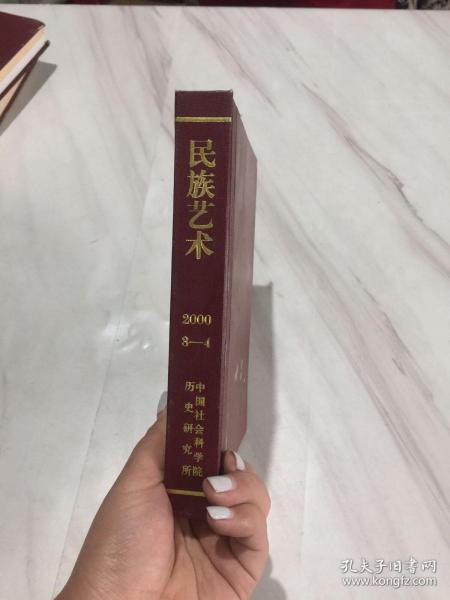 民族艺术
2000
3—4
中国社会科学院
历史研究所
孔夫子旧书网
www.kongfz.com